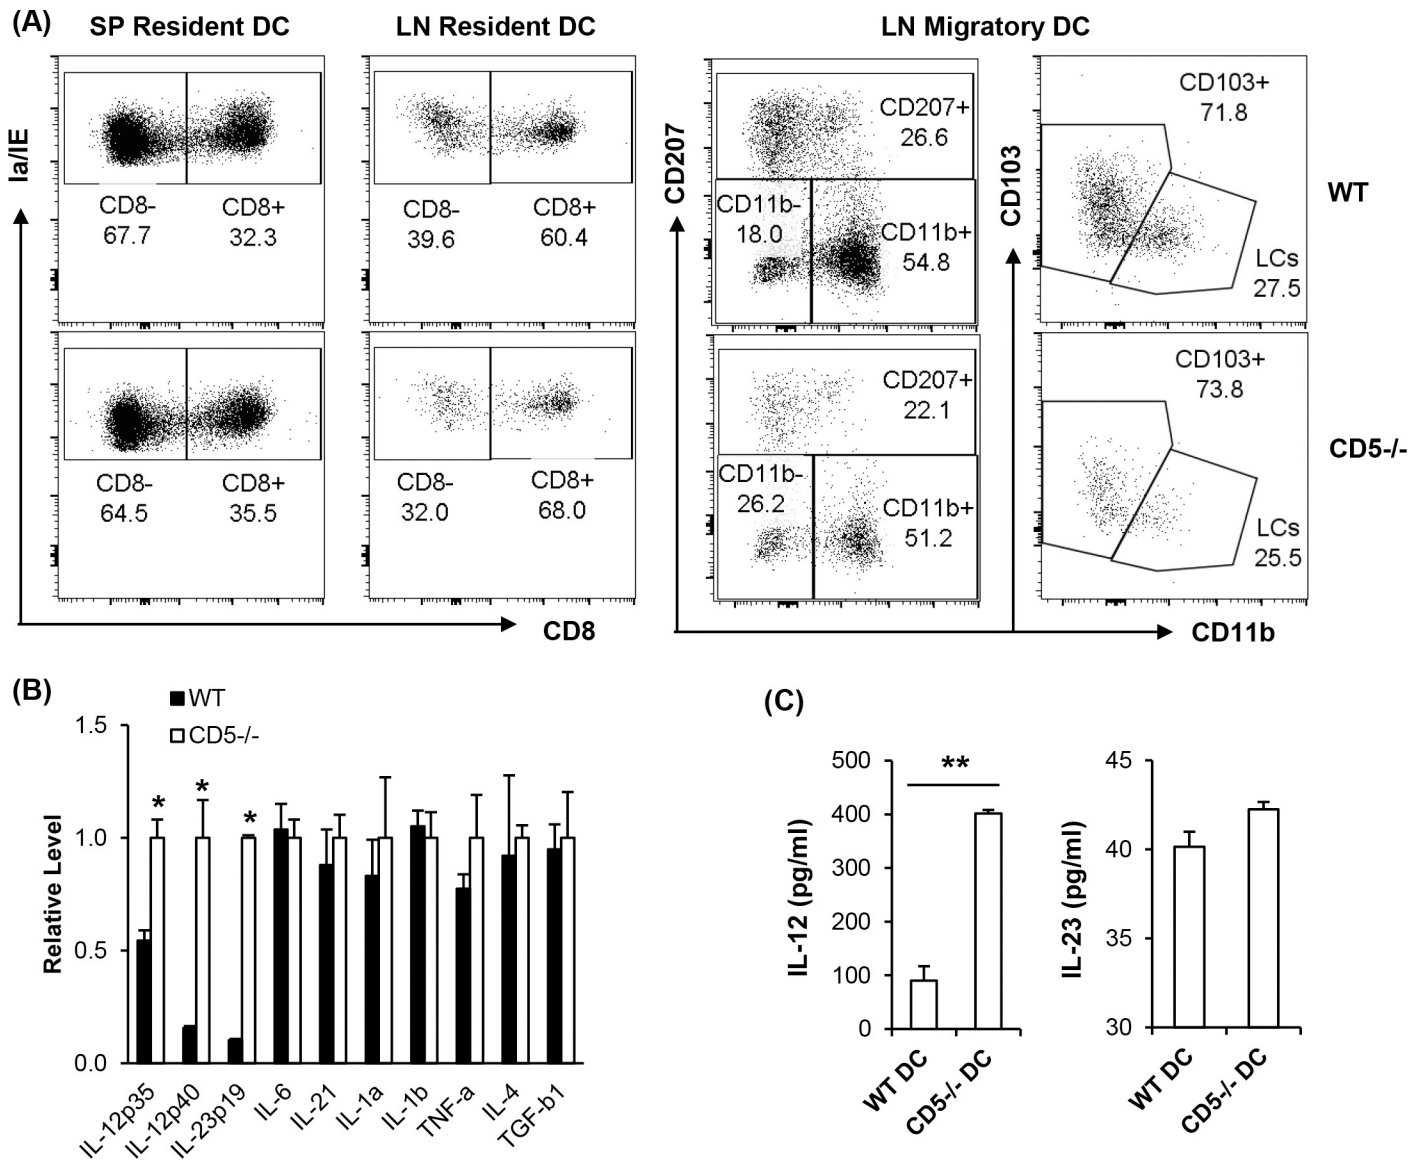 (A)
SP Resident DC
LN Resident DC
LN Migratory DC
Ia/IE
CD8-
67.7
CD8+
32.3
CD8-
39.6
CD8+
60.4
CD207
CD207+
26.6
CD11b-
18.0
CD11b+
54.8
CD103
CD103+
71.8
LCs
27.5
WT
CD8-
64.5
CD8+
35.5
CD8-
32.0
CD8+
68.0
CD207+
22.1
CD11b-
26.2
CD11b+
51.2
CD103+
73.8
LCs
25.5
CD5-/-
CD8
CD11b
(B)
WT
CD5-/-
Relative Level
1.5
1.0
0.5
0.0
*
*
*
IL-12p35
IL-12p40
IL-23p19
IL-6
IL-21
IL-1a
IL-1b
TNF-a
IL-4
TGF-b1
(C)
IL-12 (pg/ml)
500
400
300
200
100
0
**
WT DC
CD5-/- DC
IL-23 (pg/ml)
45
40
35
30
WT DC
CD5-/- DC